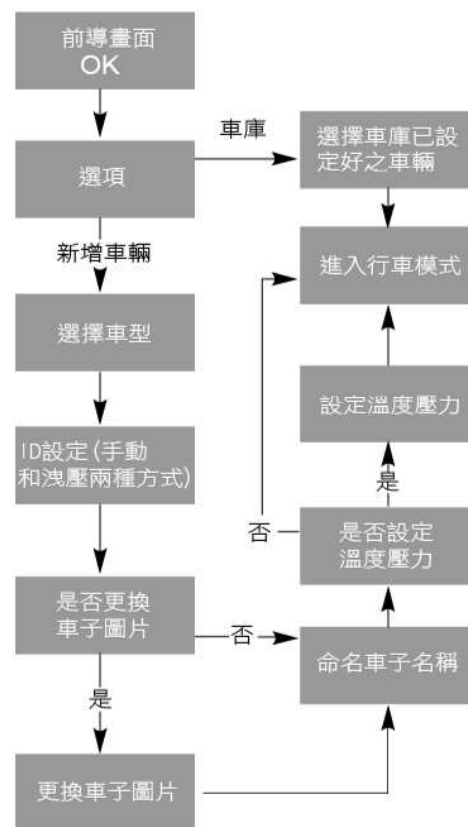 前導畫面
OK
車庫
選項
選擇車庫已設
定好之車輛
新增車輛
進入行車模式
選擇車型
設定溫度壓力
ID設定(手動
和洩壓兩種方式)
是
否
是否設定
溫度壓力
是否更換
車子圖片
否
命名車子名稱
是
更換車子圖片